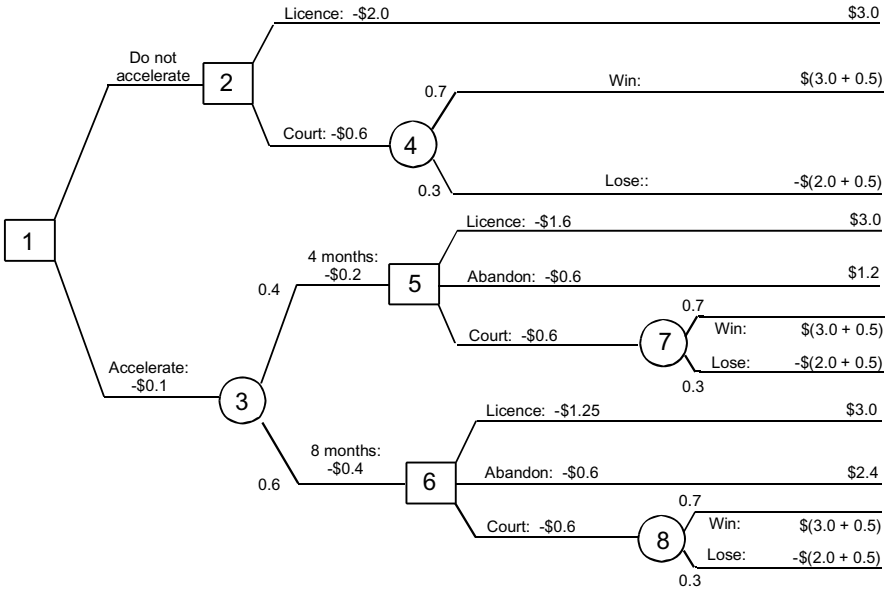 Licence: -$2.0 $3.0
Do not
accelerate
2
0.7 Win: $(3.0 + 0.5)
Court: -$0.6
4
0.3 Lose:: -$(2.0 + 0.5)
1
Licence: -$1.6 $3.0
4 months:
-$0.2
0.4
5
Abandon: -$0.6 $1.2
0.7
Court: -$0.6
7
Win: $(3.0 + 0.5)
Lose: -$(2.0 + 0.5)
0.3
Accelerate:
-$0.1
3
Licence: -$1.25 $3.0
8 months:
-$0.4
0.6
6
Abandon: -$0.6 $2.4
0.7
Court: -$0.6
8
Win: $(3.0 + 0.5)
Lose: -$(2.0 + 0.5)
0.3